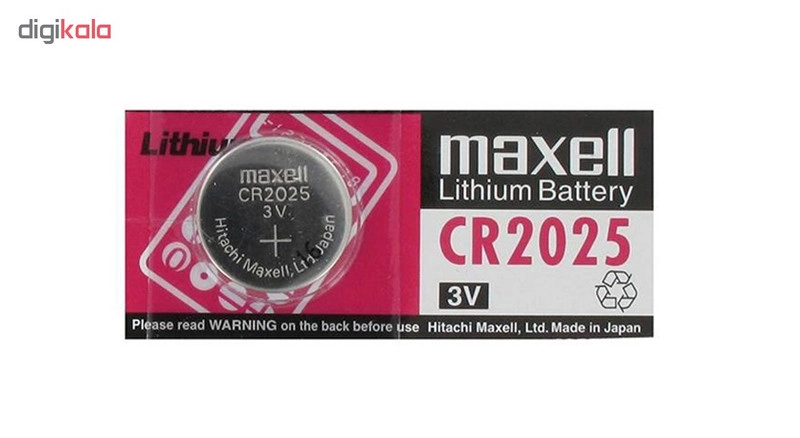 digikala
Lithiu
maxell
CR2025
3V
Hitachi Maxell, Ltd. Japan
maxell
Lithium Battery
CR2025
3V
Please read WARNING on the back before use Hitachi Maxell, Ltd. Made in Japan